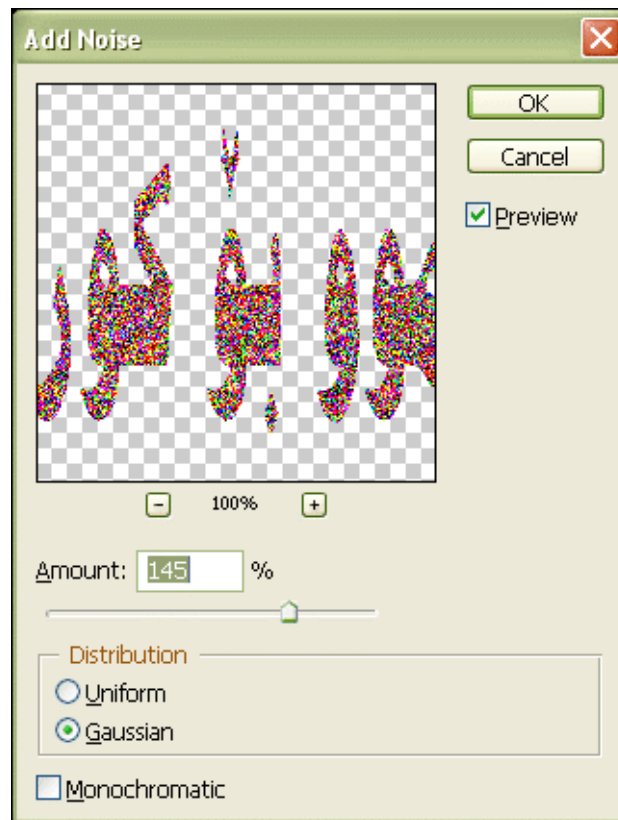 Add Noise
OK
Cancel
Preview
100%
Amount: 145 %
Distribution
Uniform
Gaussian
Monochromatic